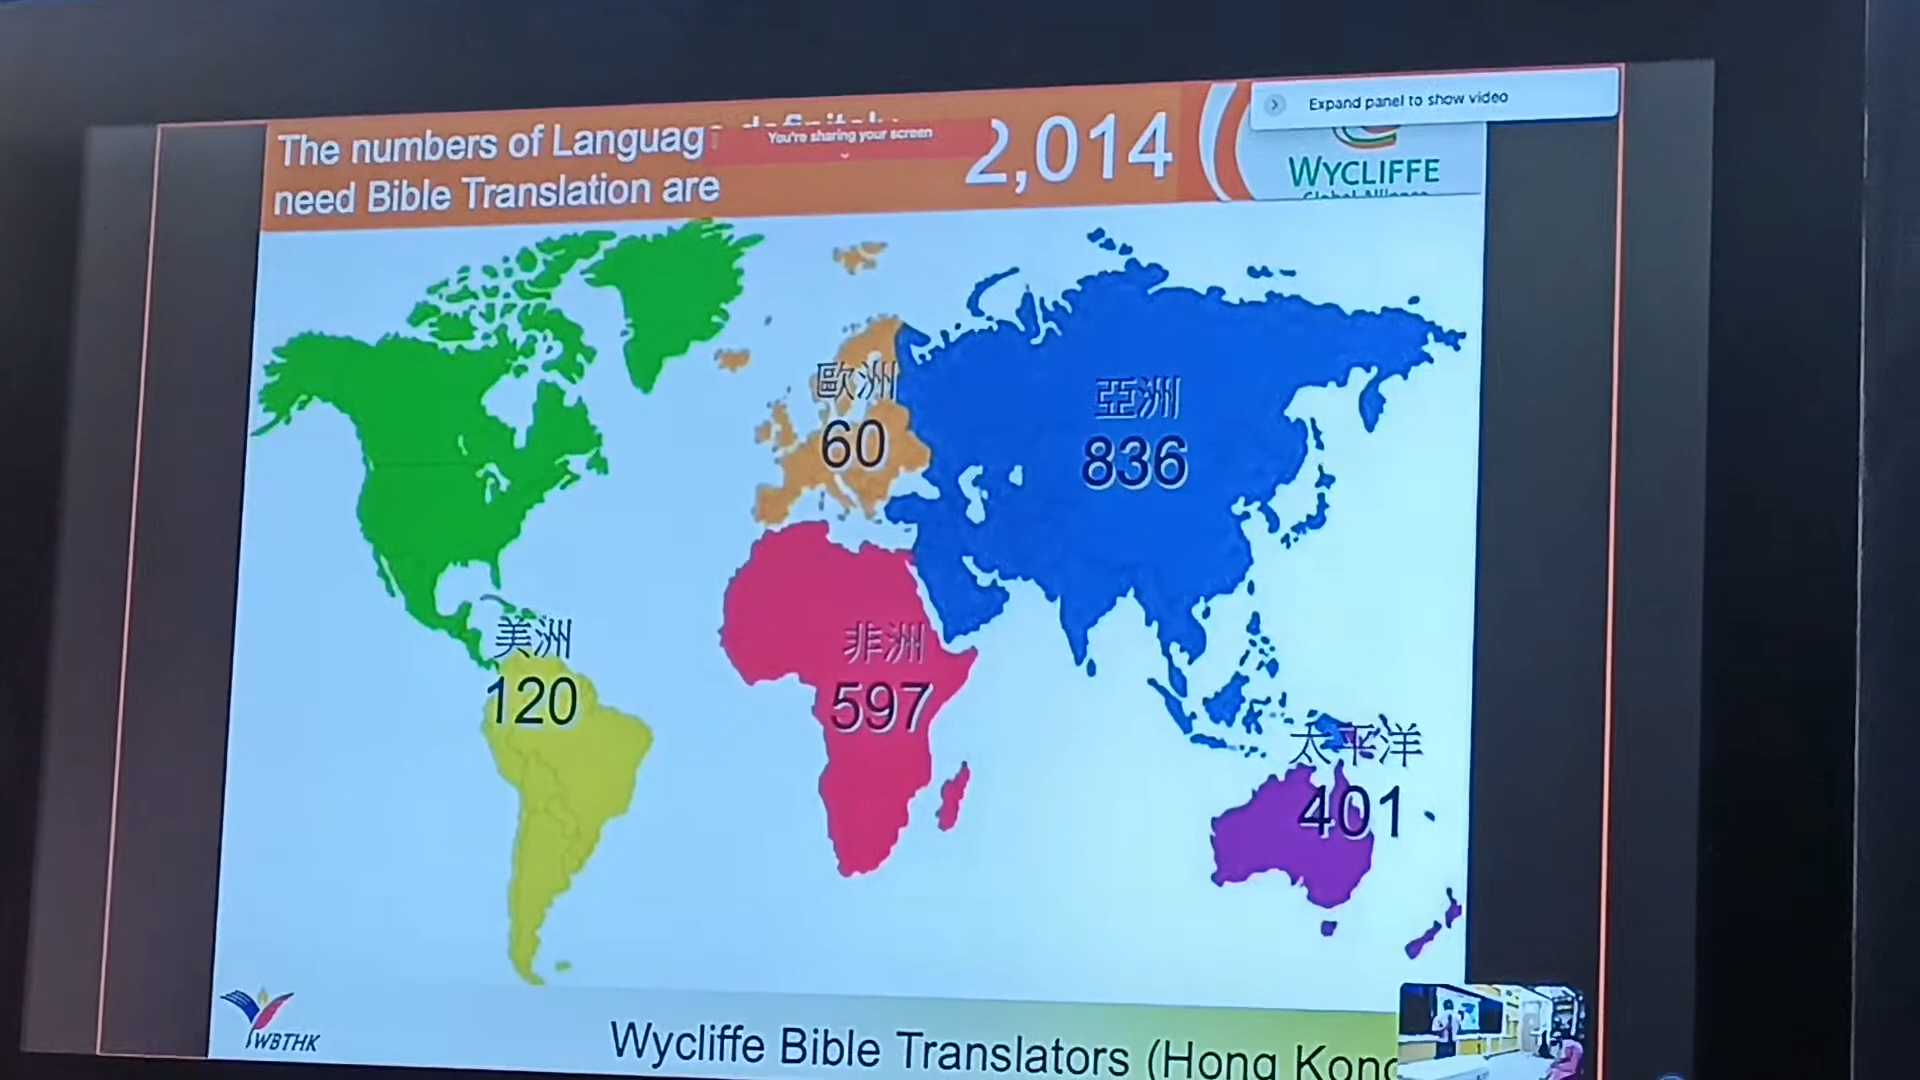 The numbers of Languag
need Bible Translation are
2,014
You're sharing your screen
Expand panel to show video
WYCLIFFE
Global Alliance
歐洲
60
亞洲
836
美洲
120
非洲
597
太平洋
401
WBTHK
Wycliffe Bible Translators (Hong Kong